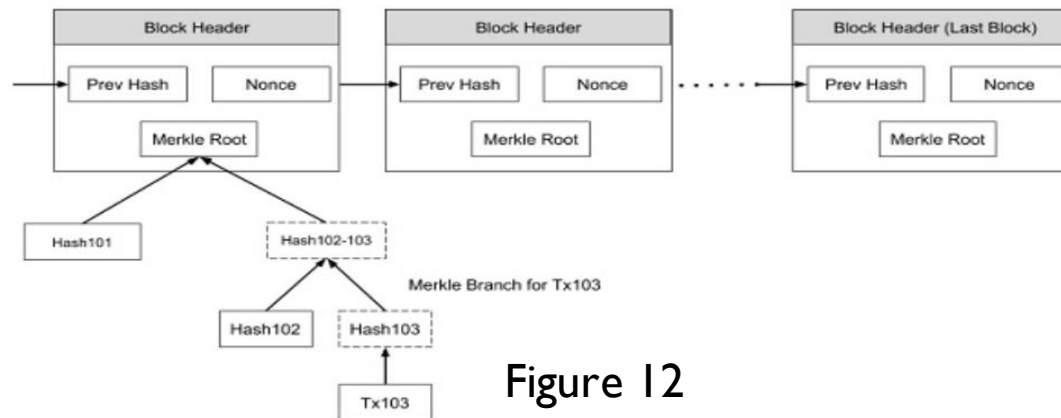 Block Header
Block Header
Block Header (Last Block)
Prev Hash
Nonce
Prev Hash
Nonce
Prev Hash
Nonce
Merkle Root
Merkle Root
Merkle Root
Hash101
Hash102-103
Merkle Branch for Tx103
Hash102
Hash103
Tx103
Figure 12